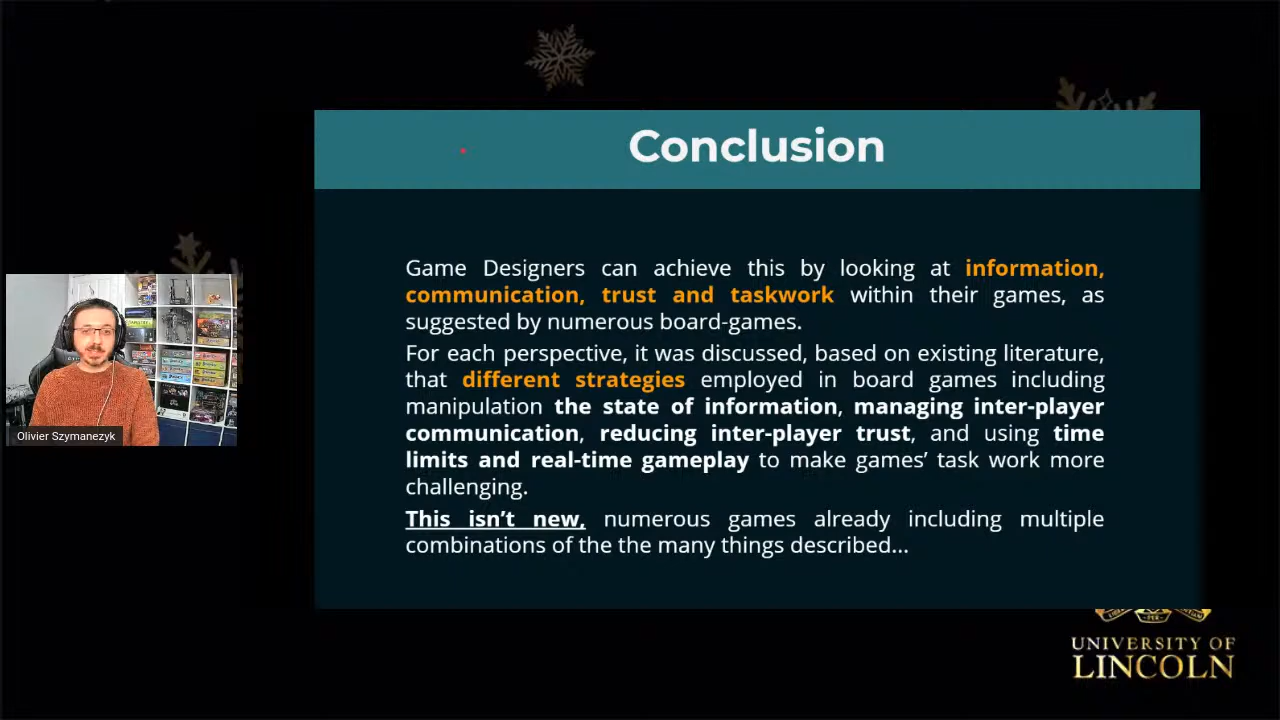 Conclusion
Game Designers can achieve this by looking at information,
communication, trust and taskwork within their games, as
suggested by numerous board-games.
For each perspective, it was discussed, based on existing literature,
that different strategies employed in board games including
manipulation the state of information, managing inter-player
communication, reducing inter-player trust, and using time
limits and real-time gameplay to make games’ task work more
challenging.
This isn’t new, numerous games already including multiple
combinations of the the many things described...
Olivier Szymanezyk
UNIVERSITY OF
LINCOLN